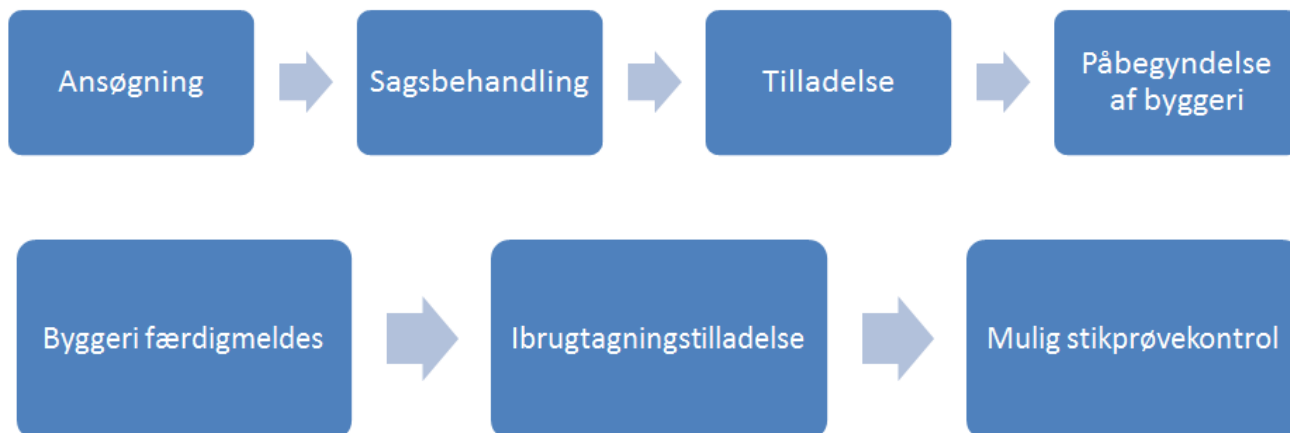 Ansøgning
Sagsbehandling
Tilladelse
Påbegyndelse
af byggeri
Byggeri færdigmeldes
Ibrugtagningstilladelse
Mulig stikprøvekontrol